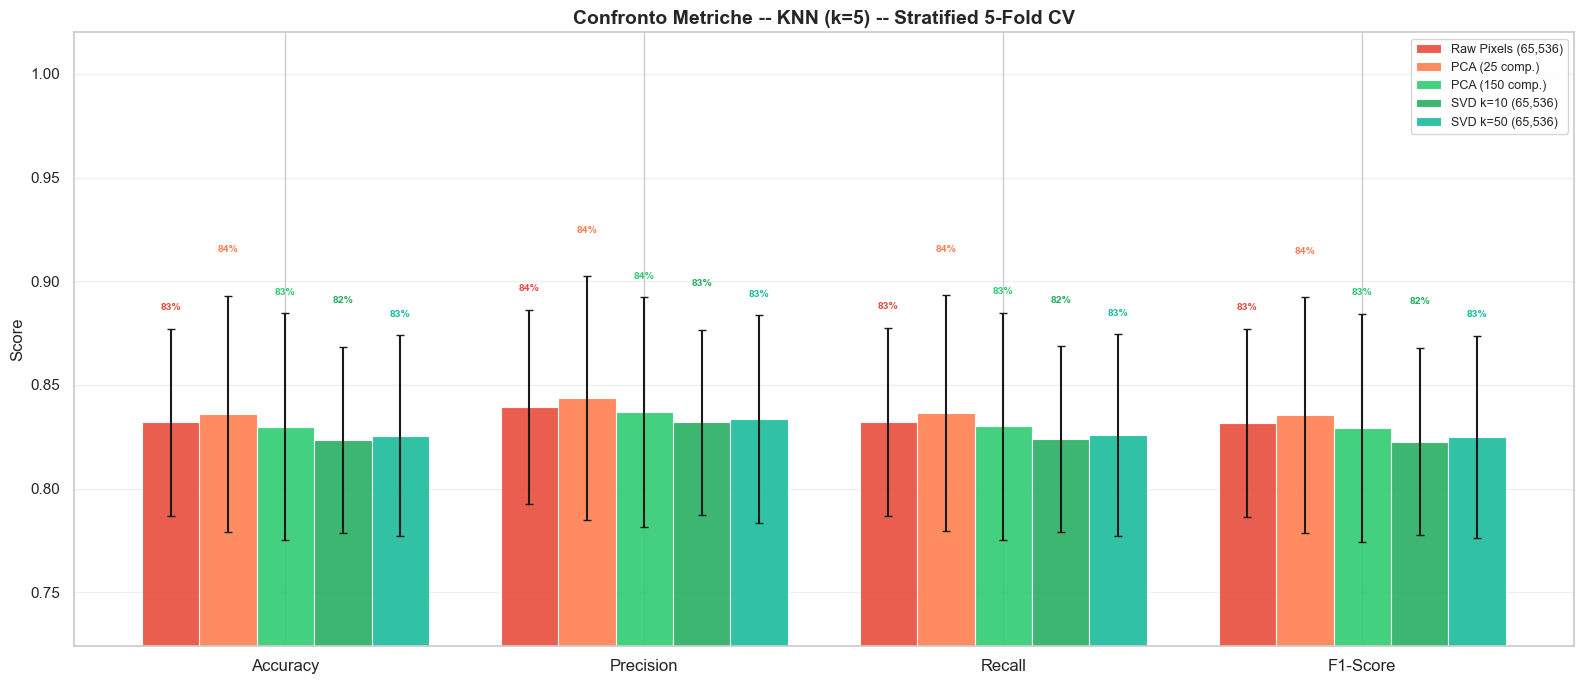 Confronto Metriche -- KNN (k=5) -- Stratified 5-Fold CV
Raw Pixels (65,536)
PCA (25 comp.)
PCA (150 comp.)
SVD k=10 (65,536)
SVD k=50 (65,536)
Score
1.00
0.95
0.90
0.85
0.80
0.75
83% 84% 83% 82% 83%
84% 84% 84% 83% 83%
83% 84% 83% 82% 83%
83% 84% 83% 82% 83%
Accuracy Precision Recall F1-Score